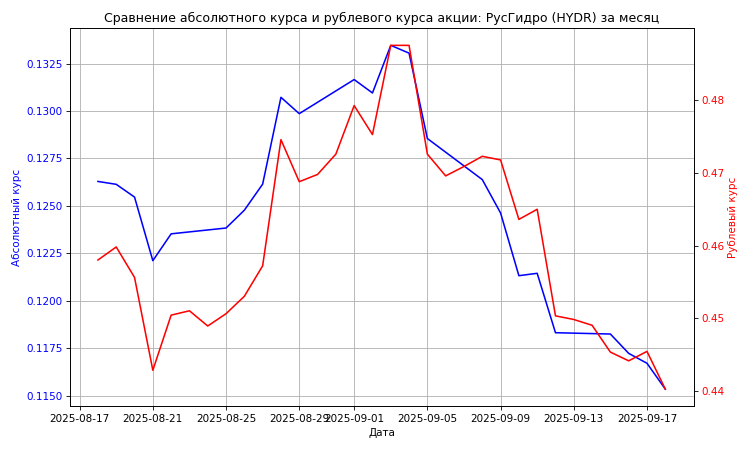 Сравнение абсолютного курса и рублевого курса акции: РусГидро (HYDR) за месяц
Абсолютный курс
0.1325
0.1300
0.1275
0.1250
0.1225
0.1200
0.1175
0.1150
0.48
0.47
0.46
0.45
0.44
Рублевый курс
2025-08-17 2025-08-21 2025-08-25 2025-08-29 2025-09-01 2025-09-05 2025-09-09 2025-09-13 2025-09-17
Дата